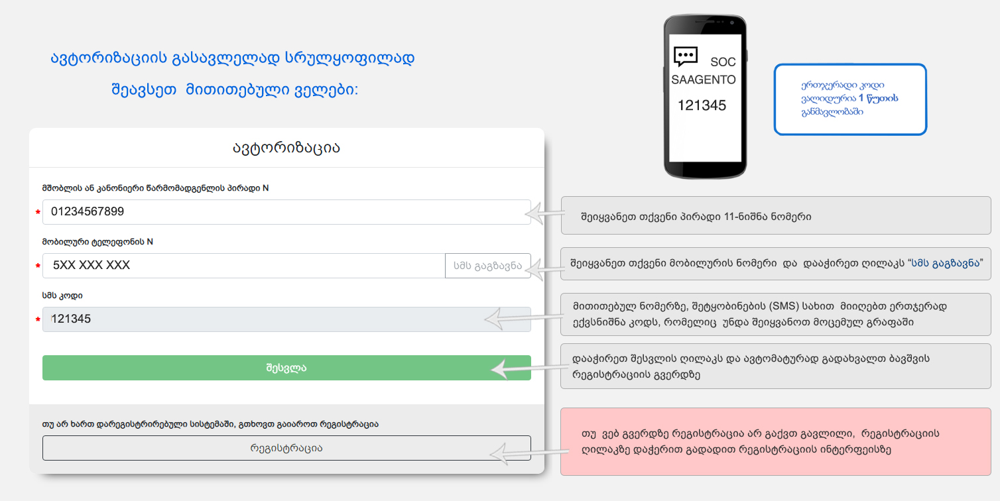 ავტორიზაციის გასავლელად სრულყოფილად
შეავსეთ მითითებული ველები:
SOC
SAAGENTO
121345
ერთჯერადი კოდი
ვალიდურია 1 წუთის
განმავლობაში
ავტორიზაცია
მშობლის ან კანონიერი წარმომადგენლის პირადი N
* 01234567899
შეიყვანეთ თქვენი პირადი 11-ნიშნა ნომერი
მობილური ტელეფონის N
* 5XX XXX XXX სმს გაგზავნა
შეიყვანეთ თქვენი მობილურის ნომერი და დააჭირეთ ღილაკს “სმს გაგზავნა”
სმს კოდი
* 121345
მითითებულ ნომერზე, შეტყობინების (SMS) სახით მიიღებთ ერთჯერად
ექვსნიშნა კოდს, რომელიც უნდა შეიყვანოთ მოცემულ გრაფაში
შესვლა
დააჭირეთ შესვლის ღილაკს და ავტომატურად გადახვალთ ბავშვის
რეგისტრაციის გვერდზე
თუ არ ხართ დარეგისტრირებული სისტემაში, გთხოვთ გაიაროთ რეგისტრაცია
რეგისტრაცია
თუ ვებ გვერდზე რეგისტრაცია არ გაქვთ გავლილი, რეგისტრაციის
ღილაკზე დაჭერით გადადით რეგისტრაციის ინტერფეისზე